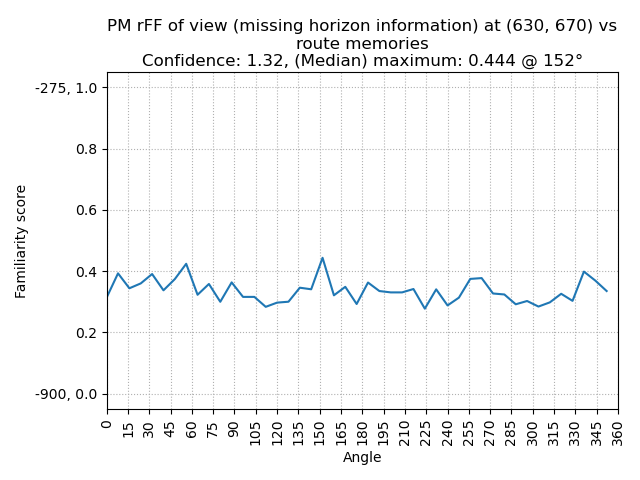 PM rFF of view (missing horizon information) at (630, 670) vs
route memories
Confidence: 1.32, (Median) maximum: 0.444 @ 152°
-275, 1.0
0.8
0.6
0.4
0.2
-900, 0.0
Familiarity score
0 15 30 45 60 75 90 105 120 135 150 165 180 195 210 225 240 255 270 285 300 315 330 345 360
Angle